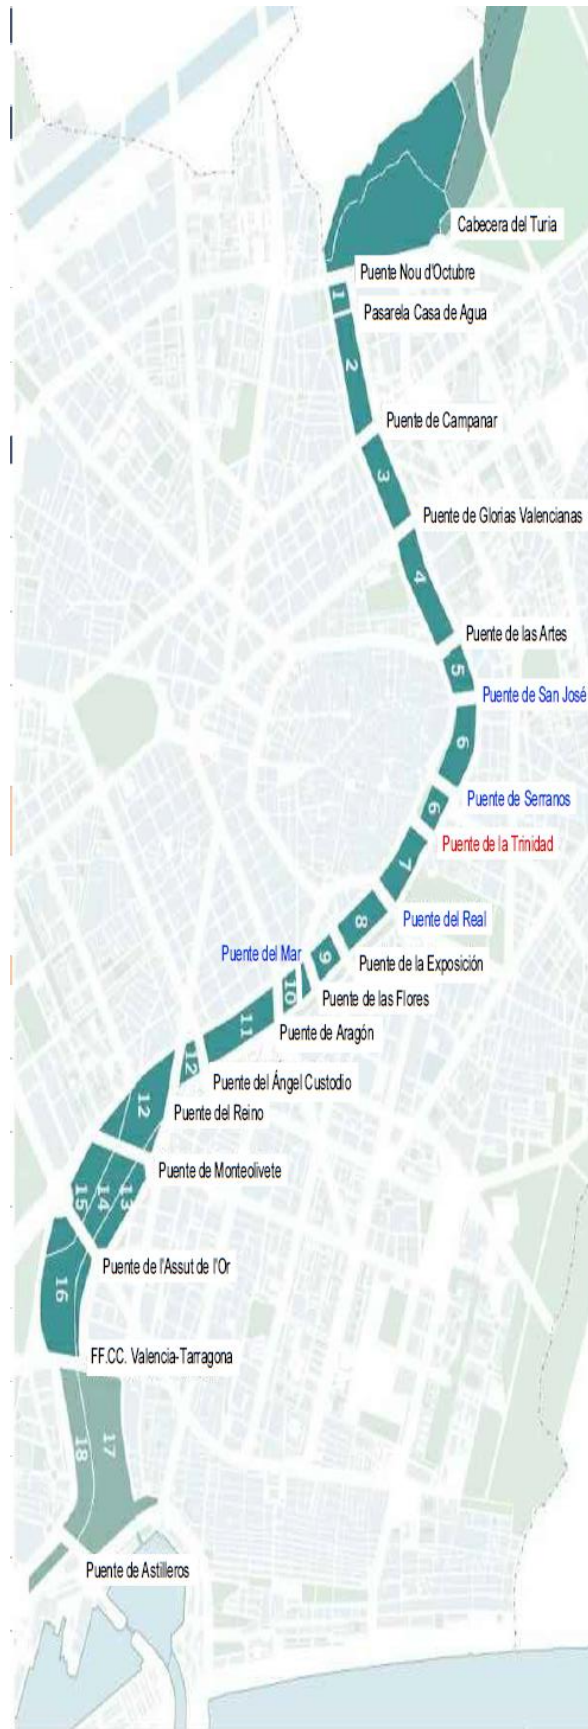 Cabecera del Turia
Puente Nou d'Octubre
1
Pasarela Casa de Agua
2
Puente de Campanar
3
Puente de Glorias Valencianas
4
Puente de las Artes
5
Puente de San José
6
Puente de Serranos
6
Puente de la Trinidad
7
Puente del Real
8
Puente del Mar
9
Puente de la Exposición
10
Puente de las Flores
11
Puente de Aragón
12
Puente del Ángel Custodio
12
Puente del Reino
Puente de Monteolivete
15
14
13
Puente de l'Assut de l'Or
16
FF.CC. Valencia-Tarragona
18
17
Puente de Astilleros